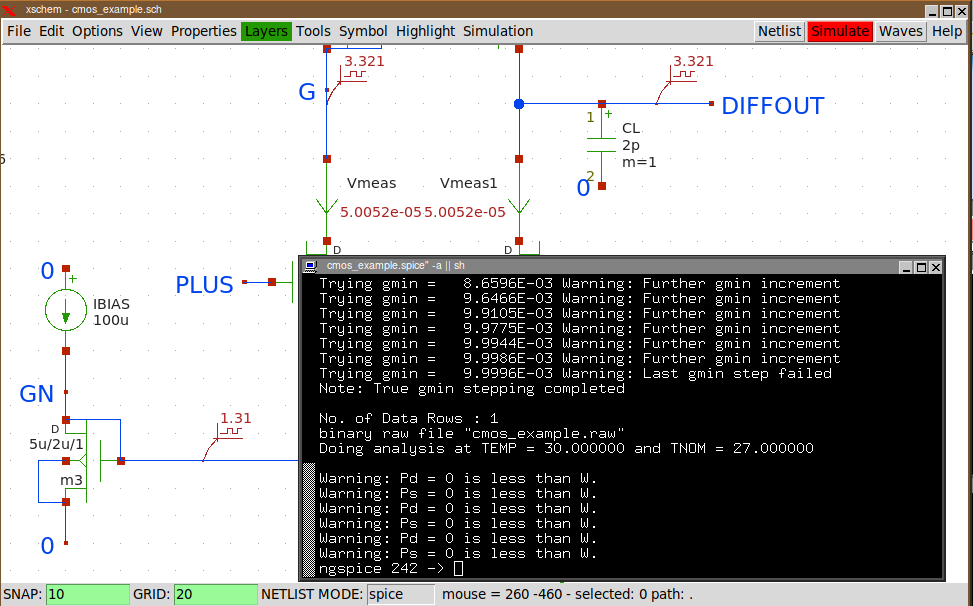 xschem - cmos_example.sch
File Edit Options View Properties Layers Tools Symbol Highlight Simulation Netlist Simulate Waves Help
3.321
3.321
G
DIFFOUT
1
+
CL
2p
m=1
2
0
Vmeas
Vmeas1
5.0052e-05
5.0052e-05
D
D
0
+
PLUS
IBIAS
100u
GN
D
5u/2u/1
m3
1.31
0
cmos_example.spice" -a || sh
Trying gmin =   8.6596E-03 Warning: Further gmin increment
Trying gmin =   9.6466E-03 Warning: Further gmin increment
Trying gmin =   9.9105E-03 Warning: Further gmin increment
Trying gmin =   9.9775E-03 Warning: Further gmin increment
Trying gmin =   9.9944E-03 Warning: Further gmin increment
Trying gmin =   9.9986E-03 Warning: Further gmin increment
Trying gmin =   9.9996E-03 Warning: Last gmin step failed
Note: True gmin stepping completed
No. of Data Rows : 1
binary raw file "cmos_example.raw"
Doing analysis at TEMP = 30.000000 and TNOM = 27.000000
Warning: Pd = 0 is less than W.
Warning: Ps = 0 is less than W.
Warning: Pd = 0 is less than W.
Warning: Ps = 0 is less than W.
Warning: Pd = 0 is less than W.
Warning: Ps = 0 is less than W.
ngspice 242 ->
SNAP: 10 GRID: 20 NETLIST MODE: spice mouse = 260 -460 - selected: 0 path: .